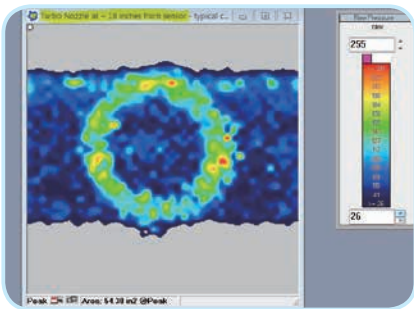 Turbo Nozzle at ~ 18 inches from sensor - typical c...
Raw Pressure
raw
255
26
Peak Area: 54.38 in2 @Peak